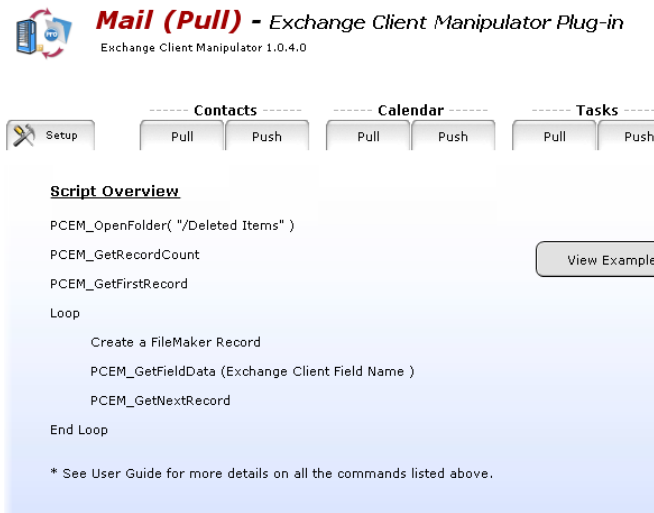 Mail (Pull) - Exchange Client Manipulator Plug-in
Exchange Client Manipulator 1.0.4.0
------ Contacts ------ ------ Calendar ------ ------ Tasks ----
Setup Pull Push Pull Push Pull Push
Script Overview
PCEM_OpenFolder( "/Deleted Items" )
PCEM_GetRecordCount
View Example
PCEM_GetFirstRecord
Loop
Create a FileMaker Record
PCEM_GetFieldData (Exchange Client Field Name )
PCEM_GetNextRecord
End Loop
* See User Guide for more details on all the commands listed above.